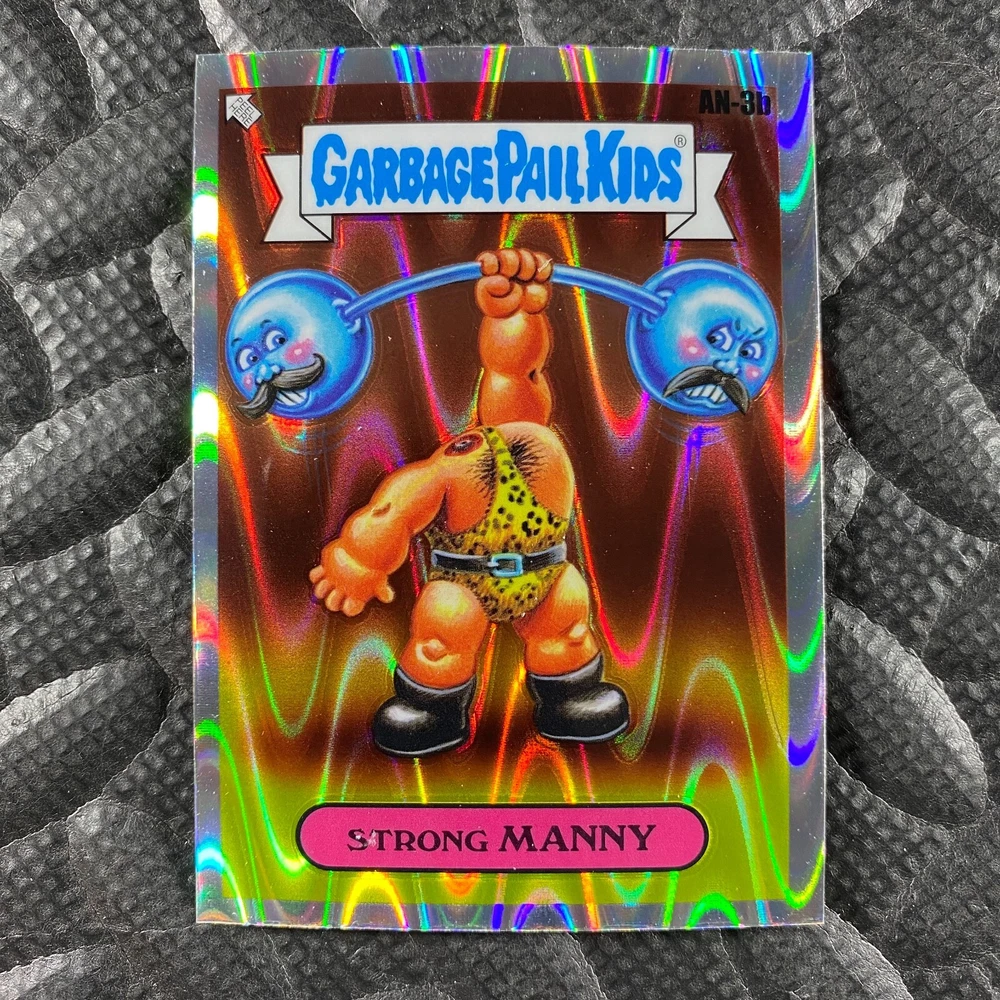 AN-3b
GARBAGE PAIL KIDS ®
STRONG MANNY